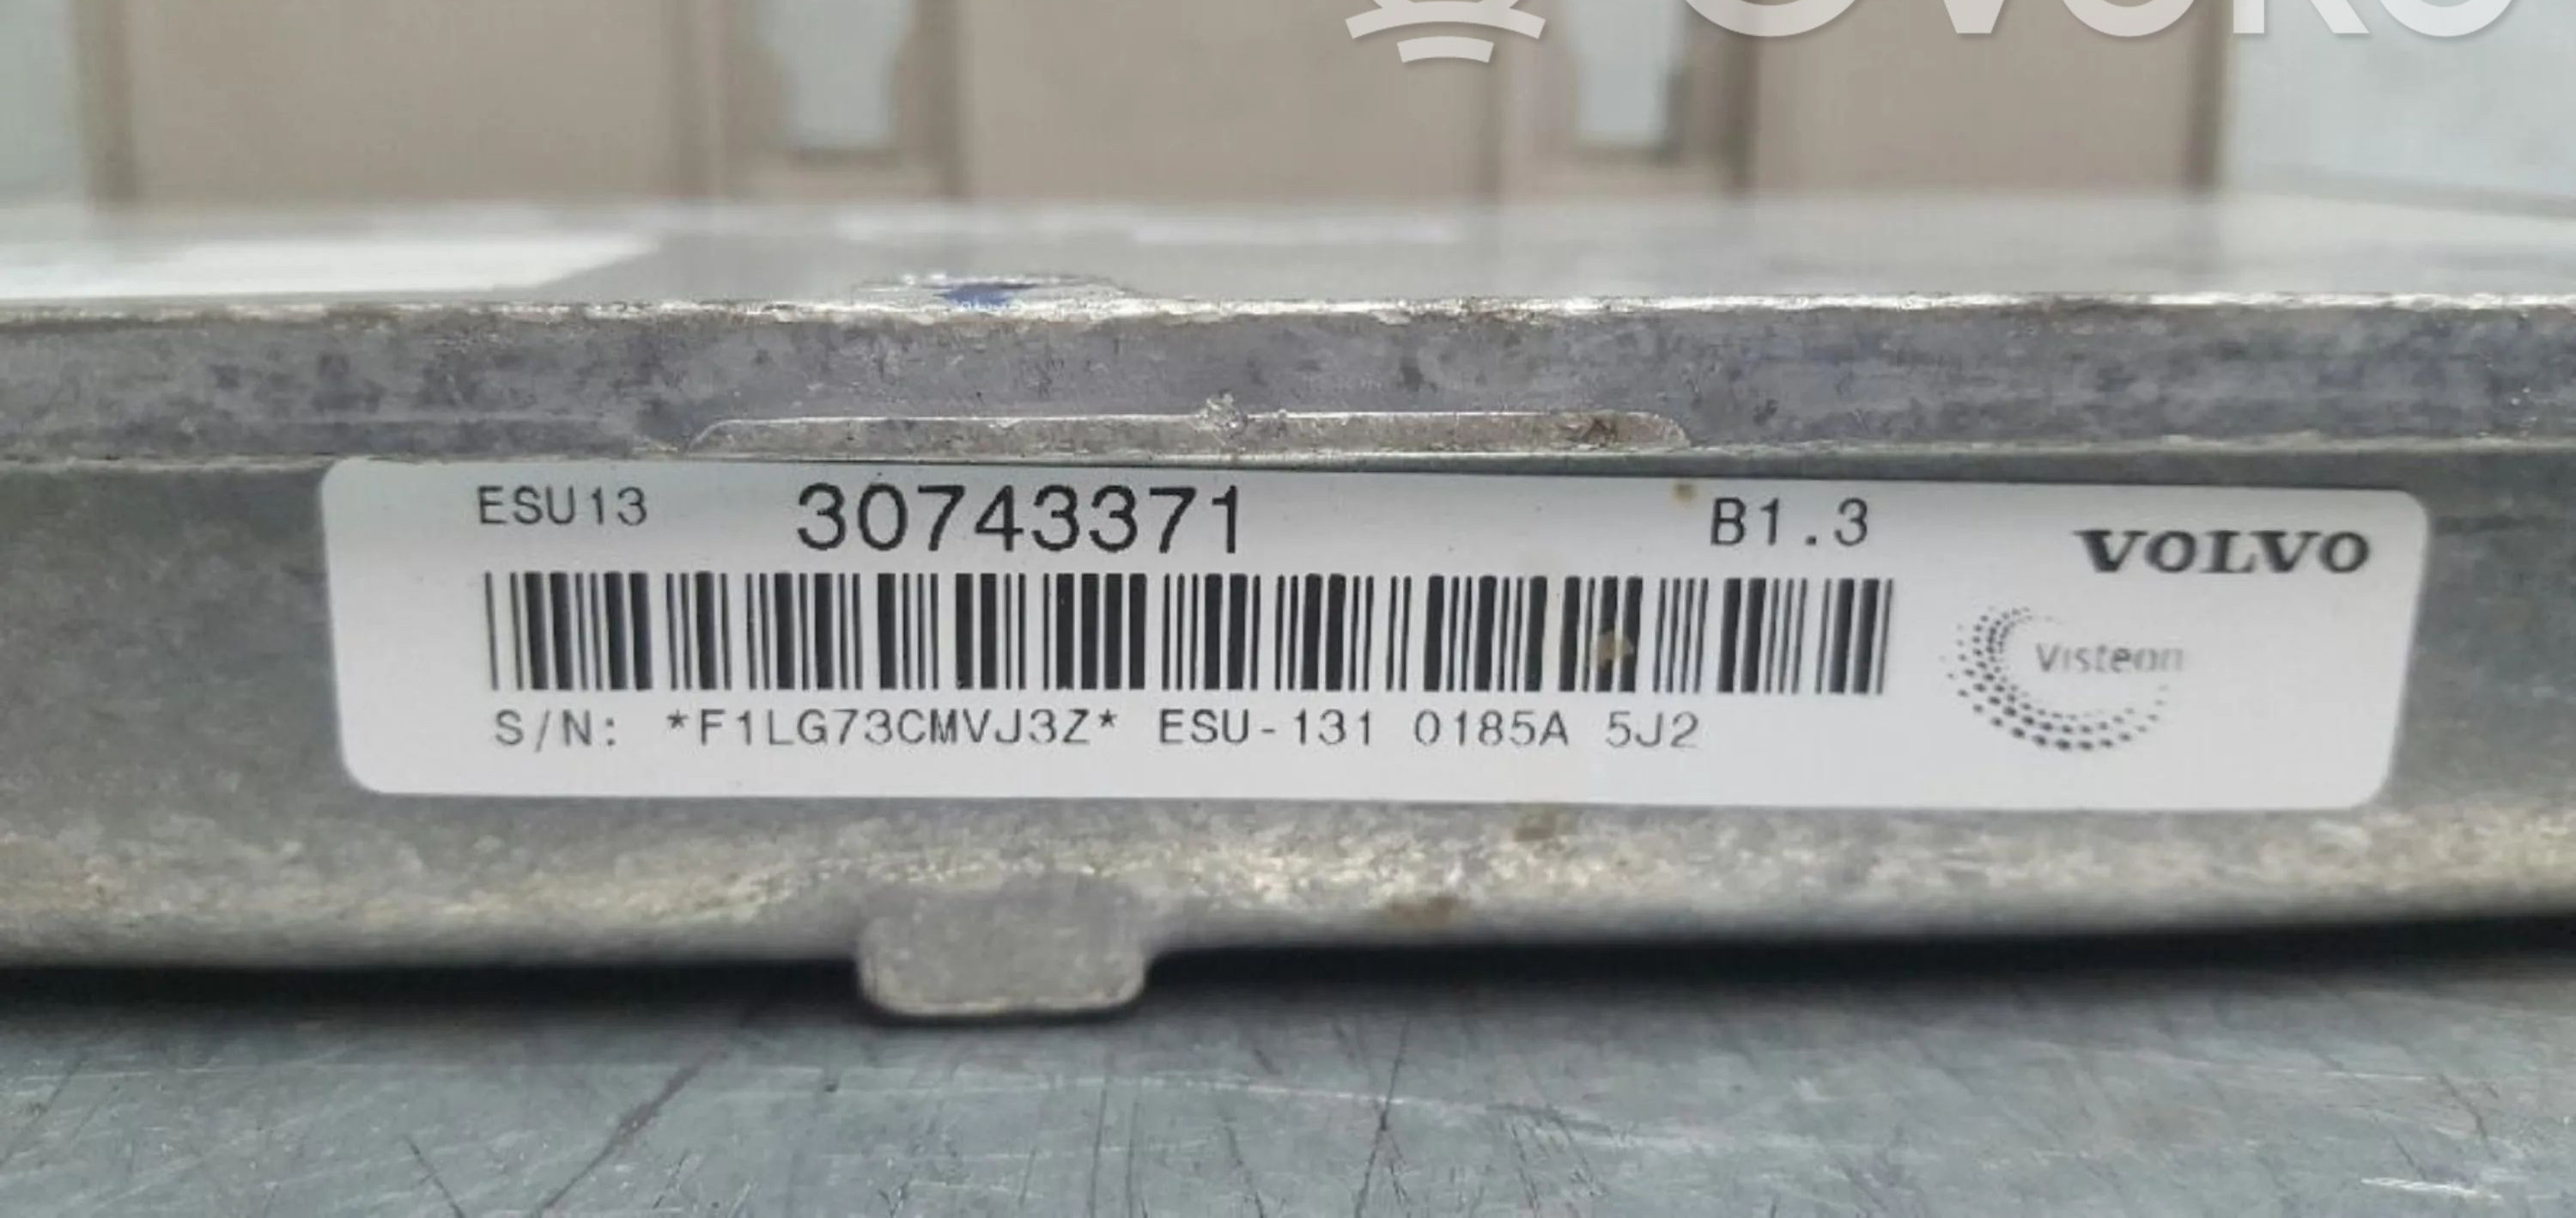 ESU13 30743371 B1.3
VOLVO
Visteon
S/N: *F1LG73CMVJ3Z* ESU-131 0185A 5J2